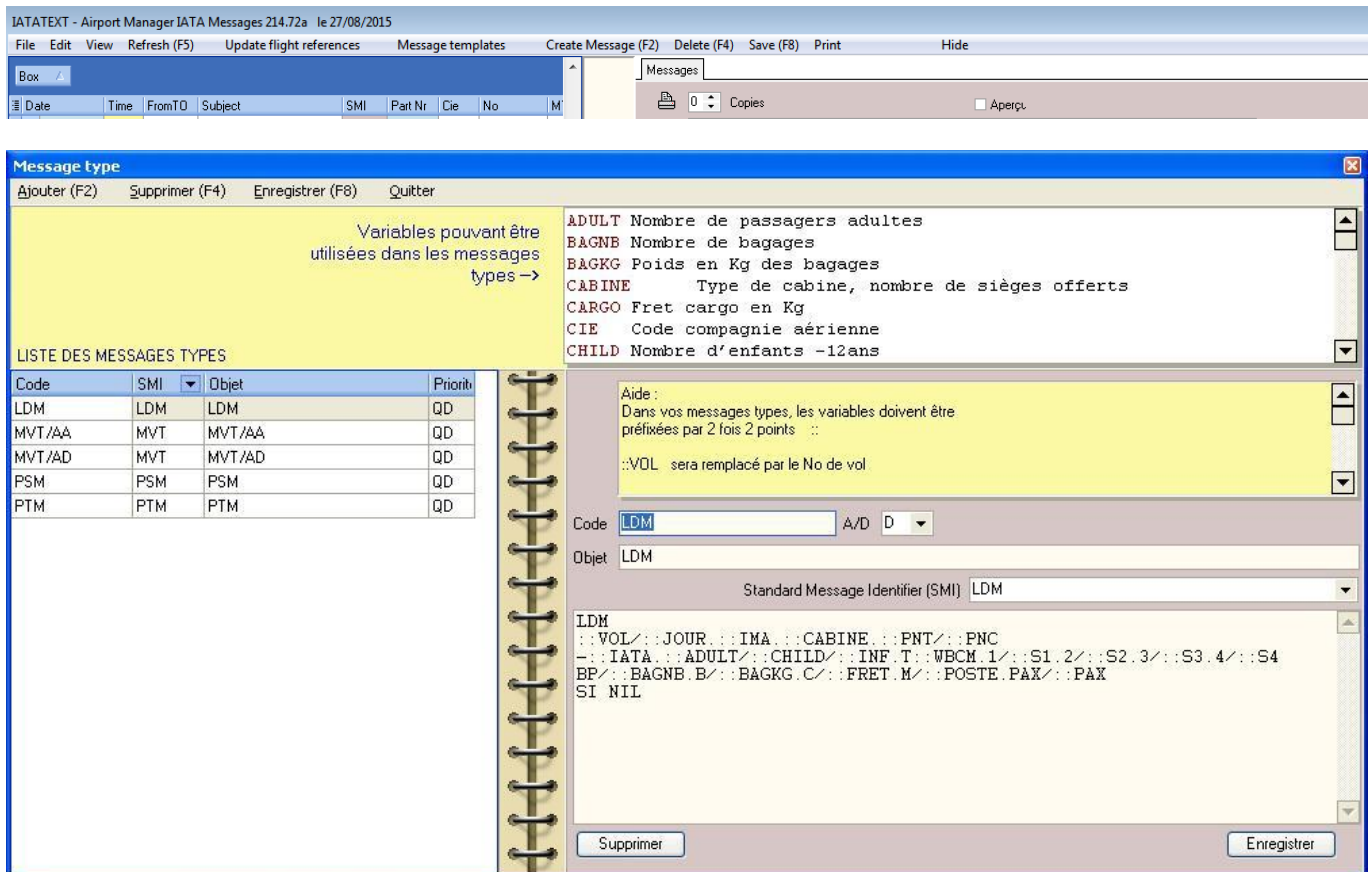 IATATEXT - Airport Manager IATA Messages 214.72a le 27/08/2015
File Edit View Refresh (F5) Update flight references Message templates Create Message (F2) Delete (F4) Save (F8) Print Hide
Box
Messages
Date Time FromTO Subject SMI Part Nr Cie No
0 Copies Aperçu
Message type
Ajouter (F2) Supprimer (F4) Enregistrer (F8) Quitter
Variables pouvant être
utilisées dans les messages
types -->
LISTE DES MESSAGES TYPES
ADULT Nombre de passagers adultes
BAGNB Nombre de bagages
BAGKG Poids en Kg des bagages
CABINE Type de cabine, nombre de sièges offerts
CARGO Fret cargo en Kg
CIE Code compagnie aérienne
CHILD Nombre d'enfants -12ans
Code SMI Objet Priorit
LDM LDM LDM QD
MVT/AA MVT MVT/AA QD
MVT/AD MVT MVT/AD QD
PSM PSM PSM QD
PTM PTM PTM QD
Aide :
Dans vos messages types, les variables doivent être
préfixées par 2 fois 2 points ::
::VOL sera remplacé par le No de vol
Code LDM A/D D
Objet LDM
Standard Message Identifier (SMI) LDM
LDM
::VOL/::JOUR.::IMA.::CABINE.::PNT/::PNC
-::IATA.::ADULT/::CHILD/::INF.T::WBCM.1/::S1.2/::S2.3/::S3.4/::S4
BP/::BAGNB.B/::BAGKG.C/::FRET.M/::POSTE.PAX/::PAX
SI NIL
Supprimer Enregistrer